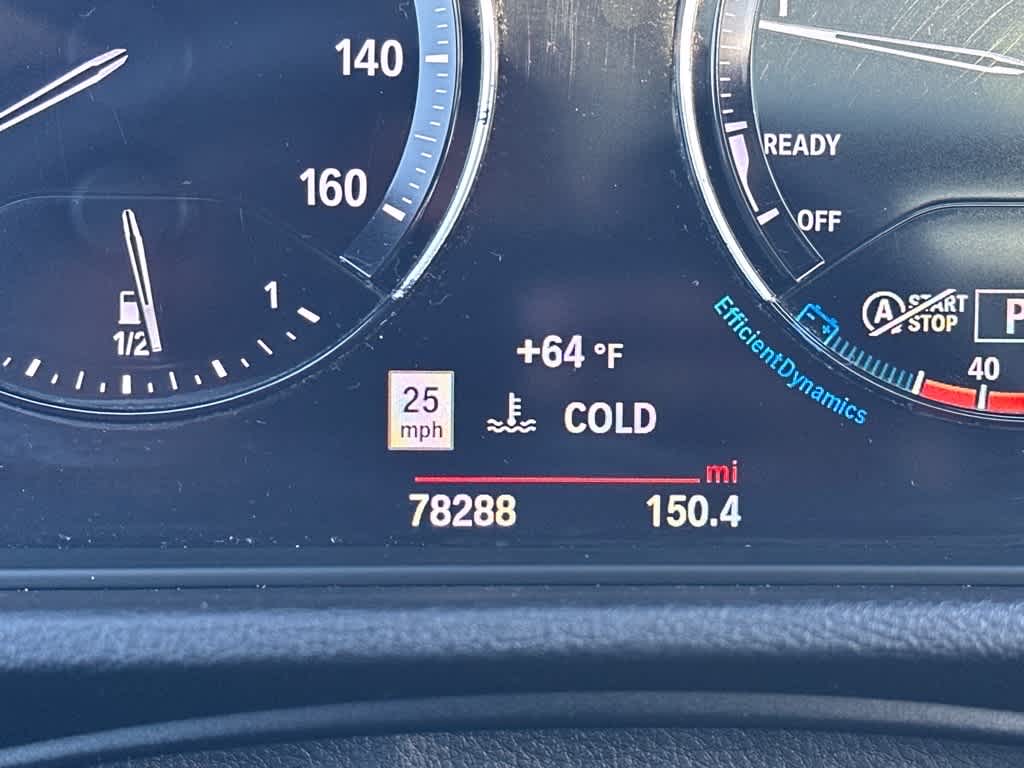 140
160
1
1/2
READY
OFF
A START STOP
P
40
EfficientDynamics
+64 °F
25
mph
COLD
mi
78288
150.4